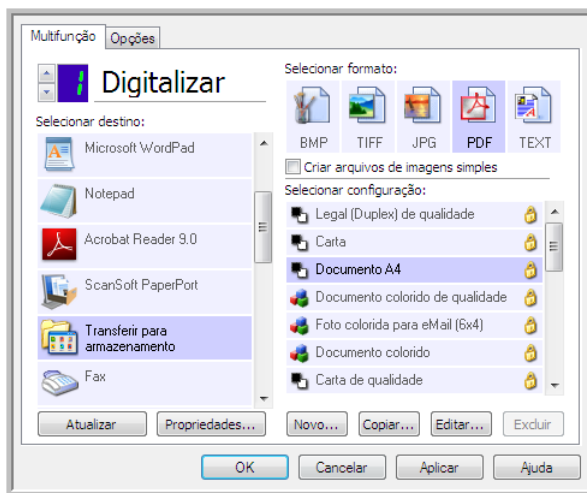 Multifunção
Opções
1 Digitalizar
Selecionar destino:
Microsoft WordPad
Notepad
Acrobat Reader 9.0
ScanSoft PaperPort
Transferir para
armazenamento
Fax
Atualizar
Propriedades...
Selecionar formato:
BMP
TIFF
JPG
PDF
TEXT
Criar arquivos de imagens simples
Selecionar configuração:
Legal (Duplex) de qualidade
Carta
Documento A4
Documento colorido de qualidade
Foto colorida para eMail (6x4)
Documento colorido
Carta de qualidade
Novo...
Copiar...
Editar...
Excluir
OK
Cancelar
Aplicar
Ajuda